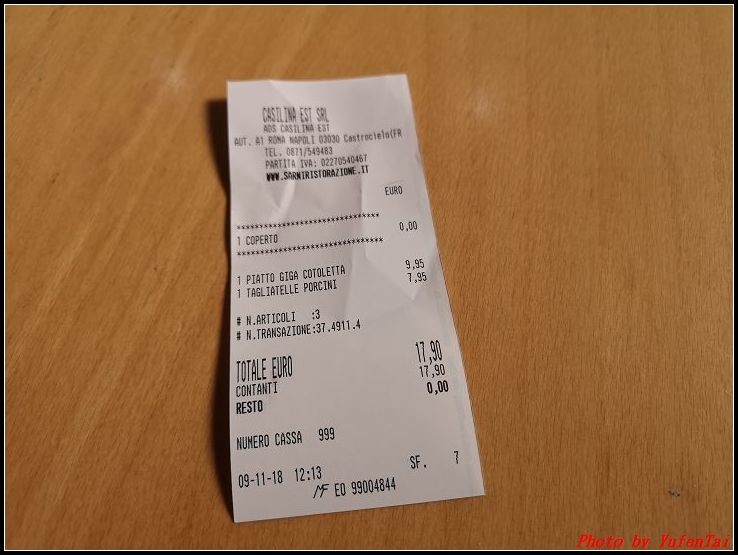 CASILINA EST SRL
ADS CASILINA EST
AUT. A1 ROMA NAPOLI 03030 Castrocielo(FR
TEL. 0871/549483
PARTITA IVA: 02270540467
WWW.SARNIRISTORAZIONE.IT
EURO
********************************
1 COPERTO 0,00
********************************
1 PIATTO GIGA COTOLETTA 9,95
1 TAGLIATELLE PORCINI 7,95
# N.ARTICOLI :3
# N.TRANSAZIONE:37.4911.4
TOTALE EURO 17,90
CONTANTI 17,90
RESTO 0,00
NUMERO CASSA 999
09-11-18 12:13 SF. 7
MF EO 99004844
Photo by YufenTai